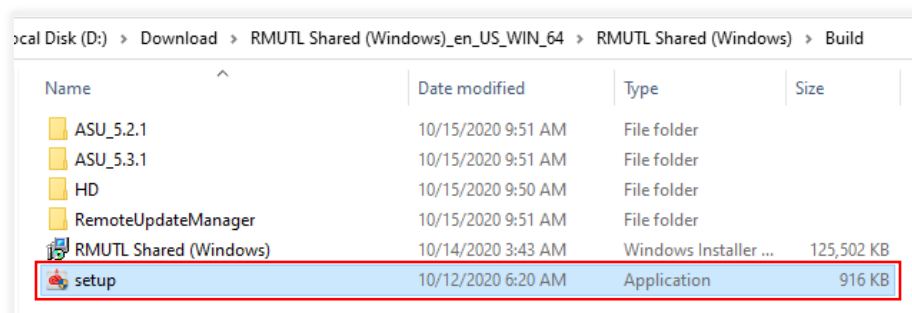 ocal Disk (D:) > Download > RMUTL Shared (Windows)_en_US_WIN_64 > RMUTL Shared (Windows) > Build
Name Date modified Type Size
ASU_5.2.1 10/15/2020 9:51 AM File folder
ASU_5.3.1 10/15/2020 9:51 AM File folder
HD 10/15/2020 9:50 AM File folder
RemoteUpdateManager 10/15/2020 9:51 AM File folder
RMUTL Shared (Windows) 10/14/2020 3:43 AM Windows Installer ... 125,502 KB
setup 10/12/2020 6:20 AM Application 916 KB